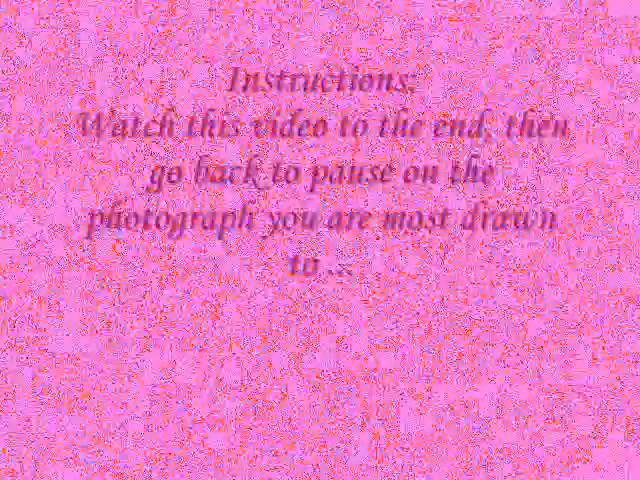 Instructions:
Watch this video to the end, then
go back to pause on the
photograph you are most drawn
to ...